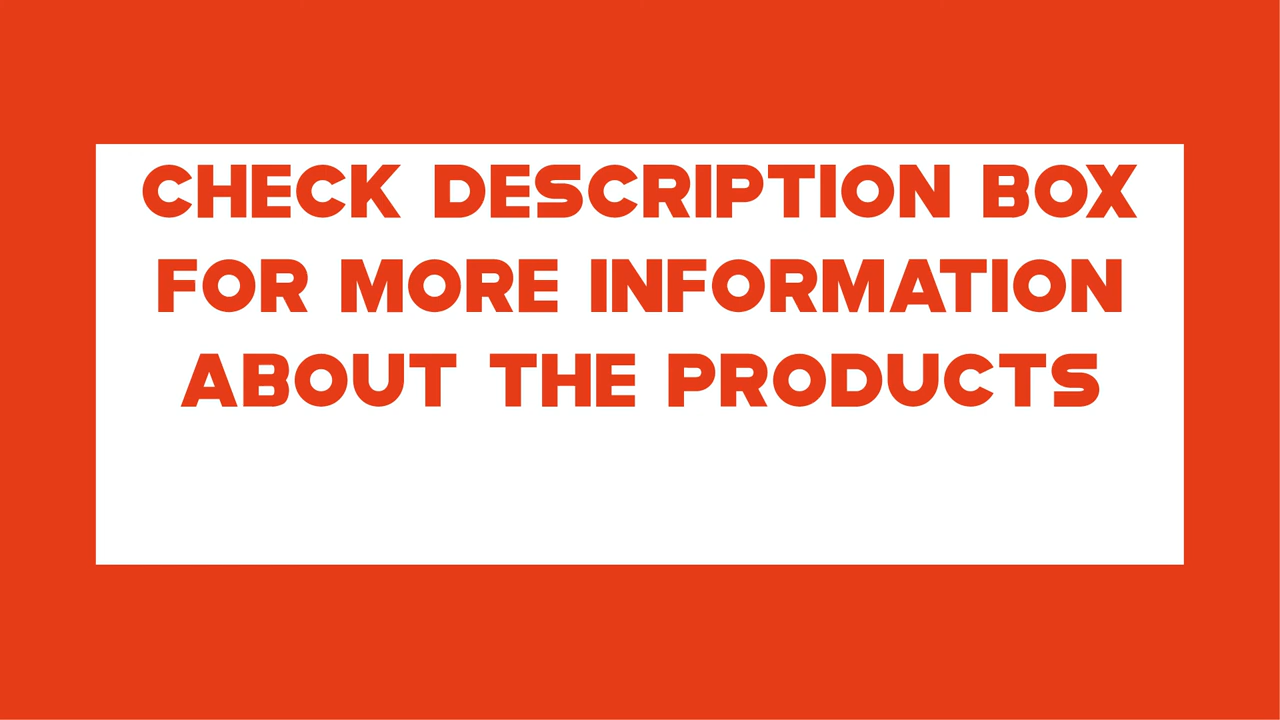 CHECK DESCRIPTION BOX
FOR MORE INFORMATION
ABOUT THE PRODUCTS